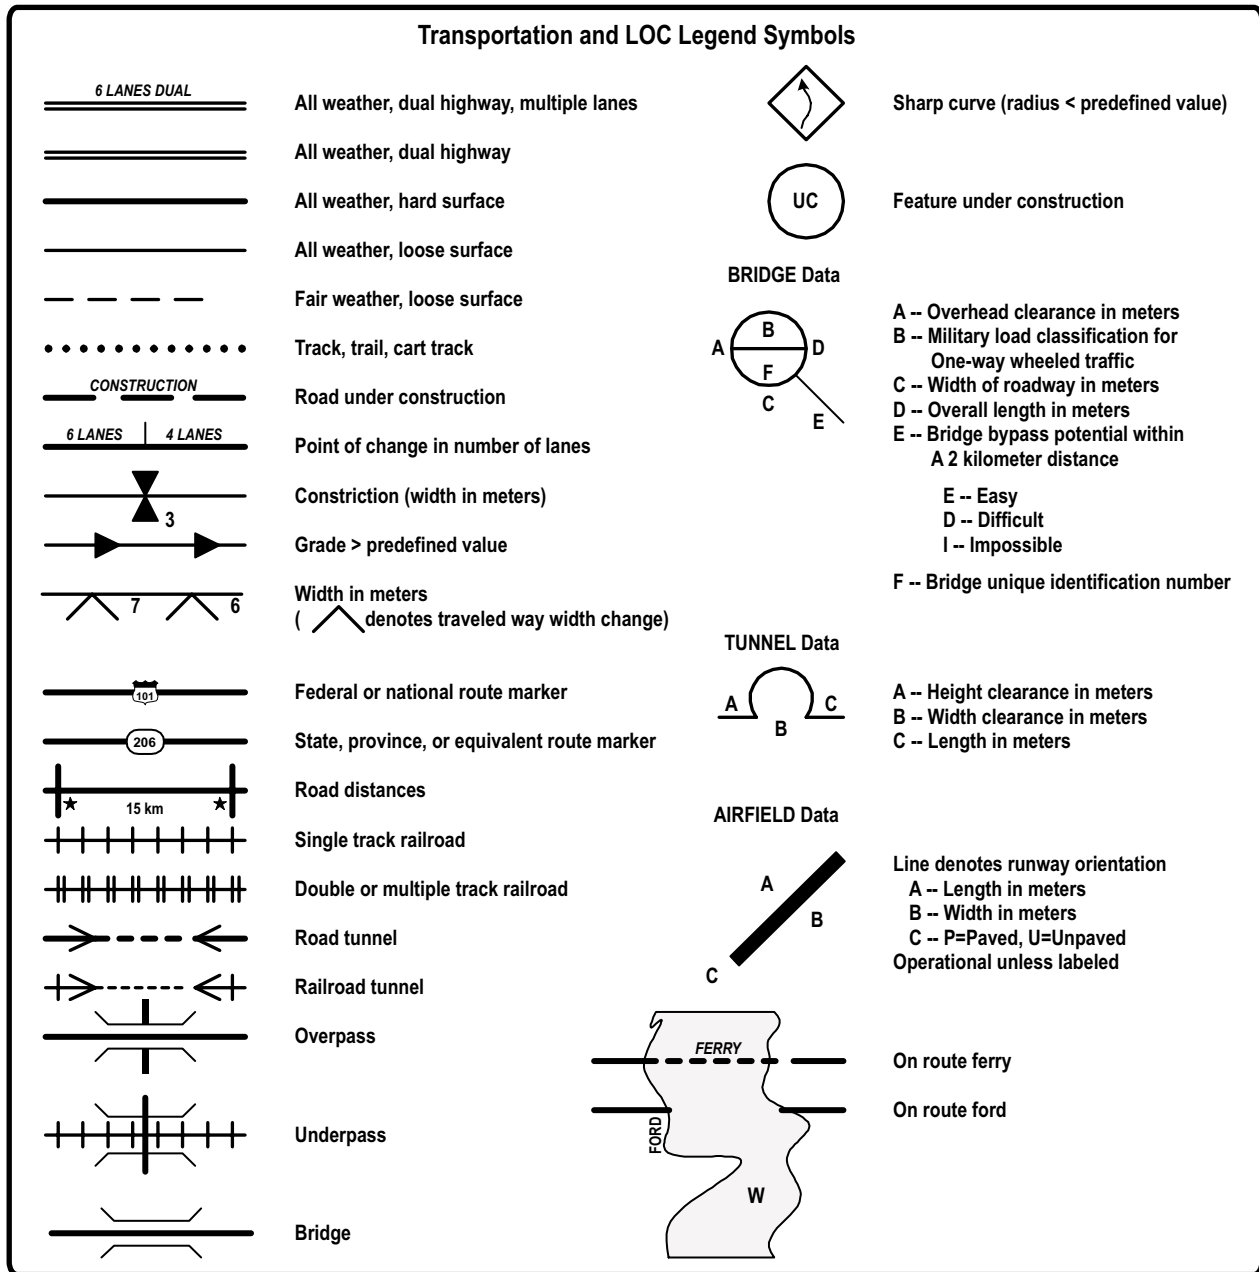 Transportation and LOC Legend Symbols
6 LANES DUAL
All weather, dual highway, multiple lanes
All weather, dual highway
All weather, hard surface
All weather, loose surface
Fair weather, loose surface
Track, trail, cart track
CONSTRUCTION
Road under construction
6 LANES 4 LANES
Point of change in number of lanes
Constriction (width in meters)
3
Grade > predefined value
Width in meters
7 6
( denotes traveled way width change)
101
Federal or national route marker
206
State, province, or equivalent route marker
Road distances
15 km
Single track railroad
Double or multiple track railroad
Road tunnel
Railroad tunnel
Overpass
Underpass
Bridge
Sharp curve (radius < predefined value)
UC
Feature under construction
BRIDGE Data
B
A D
F
C
E
A -- Overhead clearance in meters
B -- Military load classification for
One-way wheeled traffic
C -- Width of roadway in meters
D -- Overall length in meters
E -- Bridge bypass potential within
A 2 kilometer distance
E -- Easy
D -- Difficult
I -- Impossible
F -- Bridge unique identification number
TUNNEL Data
A C
B
A -- Height clearance in meters
B -- Width clearance in meters
C -- Length in meters
AIRFIELD Data
A
B
C
Line denotes runway orientation
A -- Length in meters
B -- Width in meters
C -- P=Paved, U=Unpaved
Operational unless labeled
FERRY
On route ferry
FORD
On route ford
W